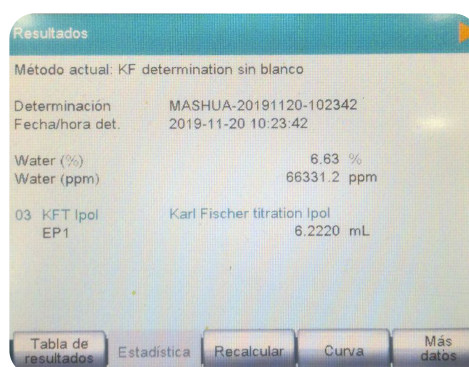 Resultados
Método actual: KF determination sin blanco
Determinación MASHUA-20191120-102342
Fecha/hora det. 2019-11-20 10:23:42
Water (%) 6.63 %
Water (ppm) 66331.2 ppm
03 KFT Ipol Karl Fischer titration Ipol
EP1 6.2220 mL
Tabla de resultados Estadística Recalcular Curva Más datos